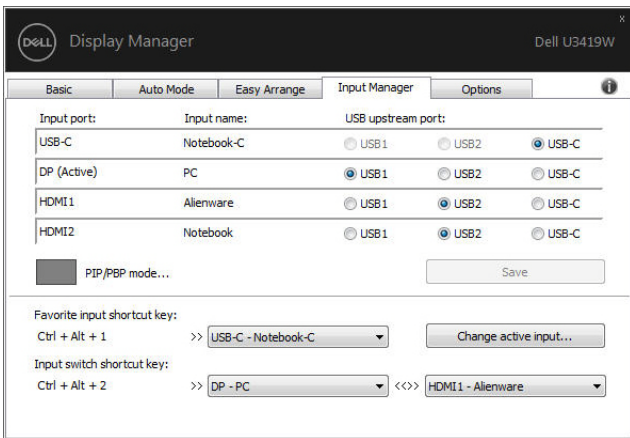 DELL Display Manager Dell U3419W
x
Basic Auto Mode Easy Arrange Input Manager Options i
Input port: Input name: USB upstream port:
USB-C Notebook-C USB1 USB2 USB-C
DP (Active) PC USB1 USB2 USB-C
HDMI1 Alienware USB1 USB2 USB-C
HDMI2 Notebook USB1 USB2 USB-C
PIP/PBP mode... Save
Favorite input shortcut key:
Ctrl + Alt + 1 >> USB-C - Notebook-C Change active input...
Input switch shortcut key:
Ctrl + Alt + 2 >> DP - PC <<>> HDMI1 - Alienware